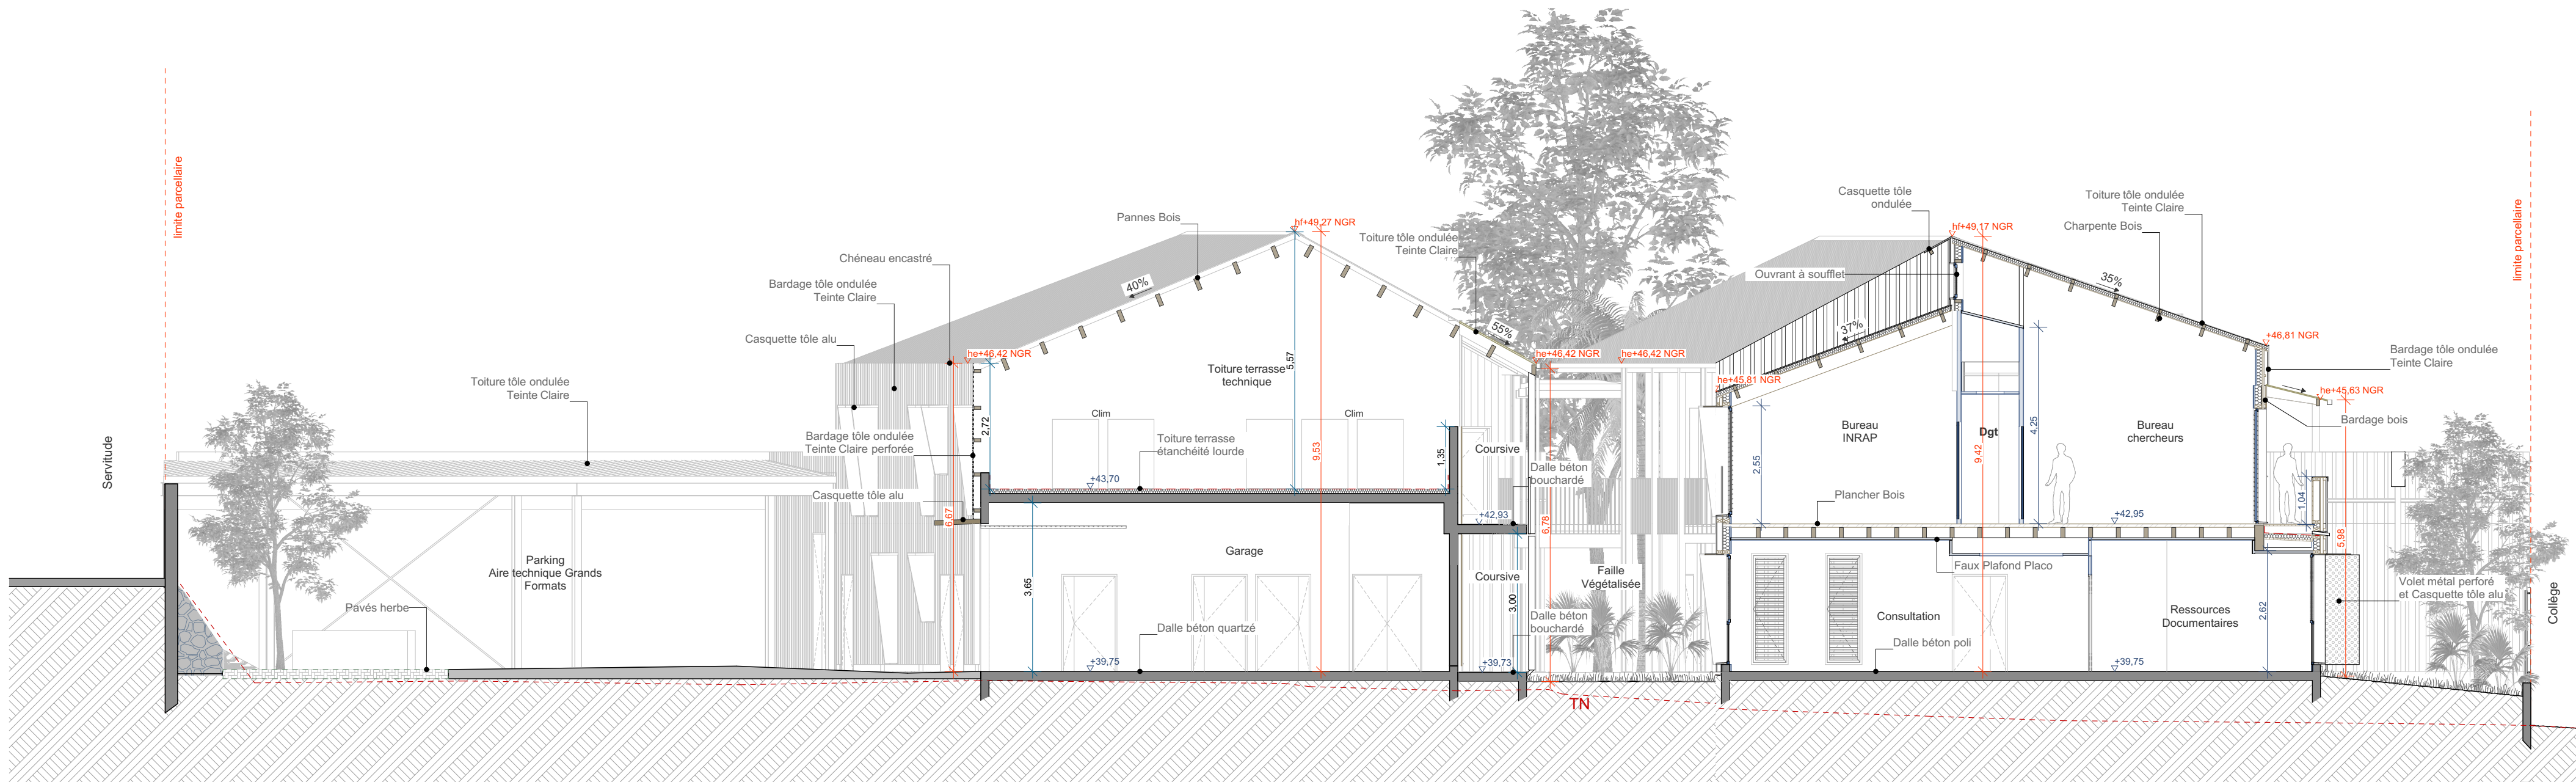 Servitude
limite parcellaire
Toiture tôle ondulée
Teinte Claire
Parking
Aire technique Grands
Formats
Pavés herbe
Chéneau encastré
Bardage tôle ondulée
Teinte Claire
Casquette tôle alu
Bardage tôle ondulée
Teinte Claire perforée
Casquette tôle alu
6,67
he+46,42 NGR
2,72
40%
Pannes Bois
hf+49,27 NGR
Toiture terrasse
technique
5,57
9,53
Clim
Clim
Toiture terrasse
étanchéité lourde
+43,70
1,35
3,65
Garage
Dalle béton quartzé
+39,75
Toiture tôle ondulée
Teinte Claire
55%
he+46,42 NGR
he+46,42 NGR
Coursive
Dalle béton
bouchardé
+42,93
6,78
Coursive
3,00
Dalle béton
bouchardé
+39,73
Faille
Végétalisée
TN
Casquette tôle
ondulée
Ouvrant à soufflet
hf+49,17 NGR
37%
he+45,81 NGR
Bureau
INRAP
2,55
Plancher Bois
Dgt
9,42
4,25
Toiture tôle ondulée
Teinte Claire
Charpente Bois
35%
Bureau
chercheurs
+42,95
Faux Plafond Placo
Consultation
Dalle béton poli
Ressources
Documentaires
+39,75
2,62
+46,81 NGR
Bardage tôle ondulée
Teinte Claire
he+45,63 NGR
Bardage bois
1,04
5,98
Volet métal perforé
et Casquette tôle alu
limite parcellaire
Collège